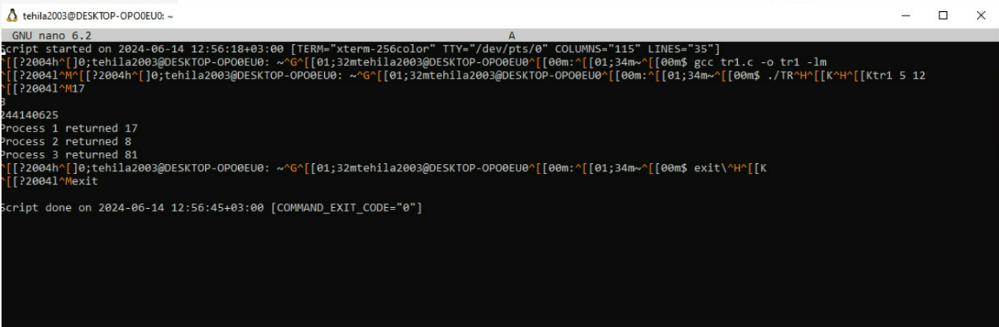 tehila2003@DESKTOP-OPO0EU0: ~
GNU nano 6.2 A
Script started on 2024-06-14 12:56:18+03:00 [TERM="xterm-256color" TTY="/dev/pts/0" COLUMNS="115" LINES="35"]
^[[?2004h^[]0;tehila2003@DESKTOP-OPO0EU0: ~^G^[[01;32mtehila2003@DESKTOP-OPO0EU0^[[00m:^[[01;34m~^[[00m$ gcc tr1.c -o tr1 -lm
^[[?2004l^M^[[?2004h^[]0;tehila2003@DESKTOP-OPO0EU0: ~^G^[[01;32mtehila2003@DESKTOP-OPO0EU0^[[00m:^[[01;34m~^[[00m$ ./TR^H^[[K^H^[[Ktr1 5 12
^[[?2004l^M17
8
244140625
Process 1 returned 17
Process 2 returned 8
Process 3 returned 81
^[[?2004h^[]0;tehila2003@DESKTOP-OPO0EU0: ~^G^[[01;32mtehila2003@DESKTOP-OPO0EU0^[[00m:^[[01;34m~^[[00m$ exit\^H^[[K
^[[?2004l^Mexit
Script done on 2024-06-14 12:56:45+03:00 [COMMAND_EXIT_CODE="0"]